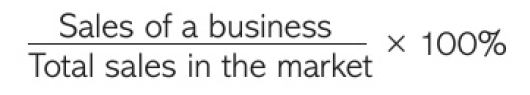 Sales of a business
Total sales in the market × 100%